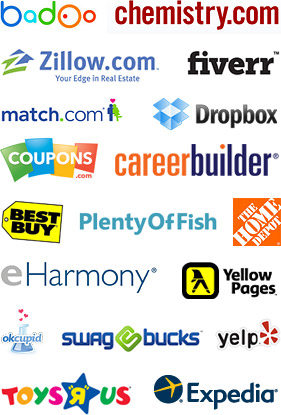 badoo chemistry.com
Zillow.com®
Your Edge in Real Estate
fiverr™
match.com Dropbox
COUPONS
.com
careerbuilder®
BEST
BUY
PlentyOfFish
THE
HOME
DEPOT
eHarmony® Yellow
Pages
okcupid swagbucks yelp
TOYS R US Expedia®